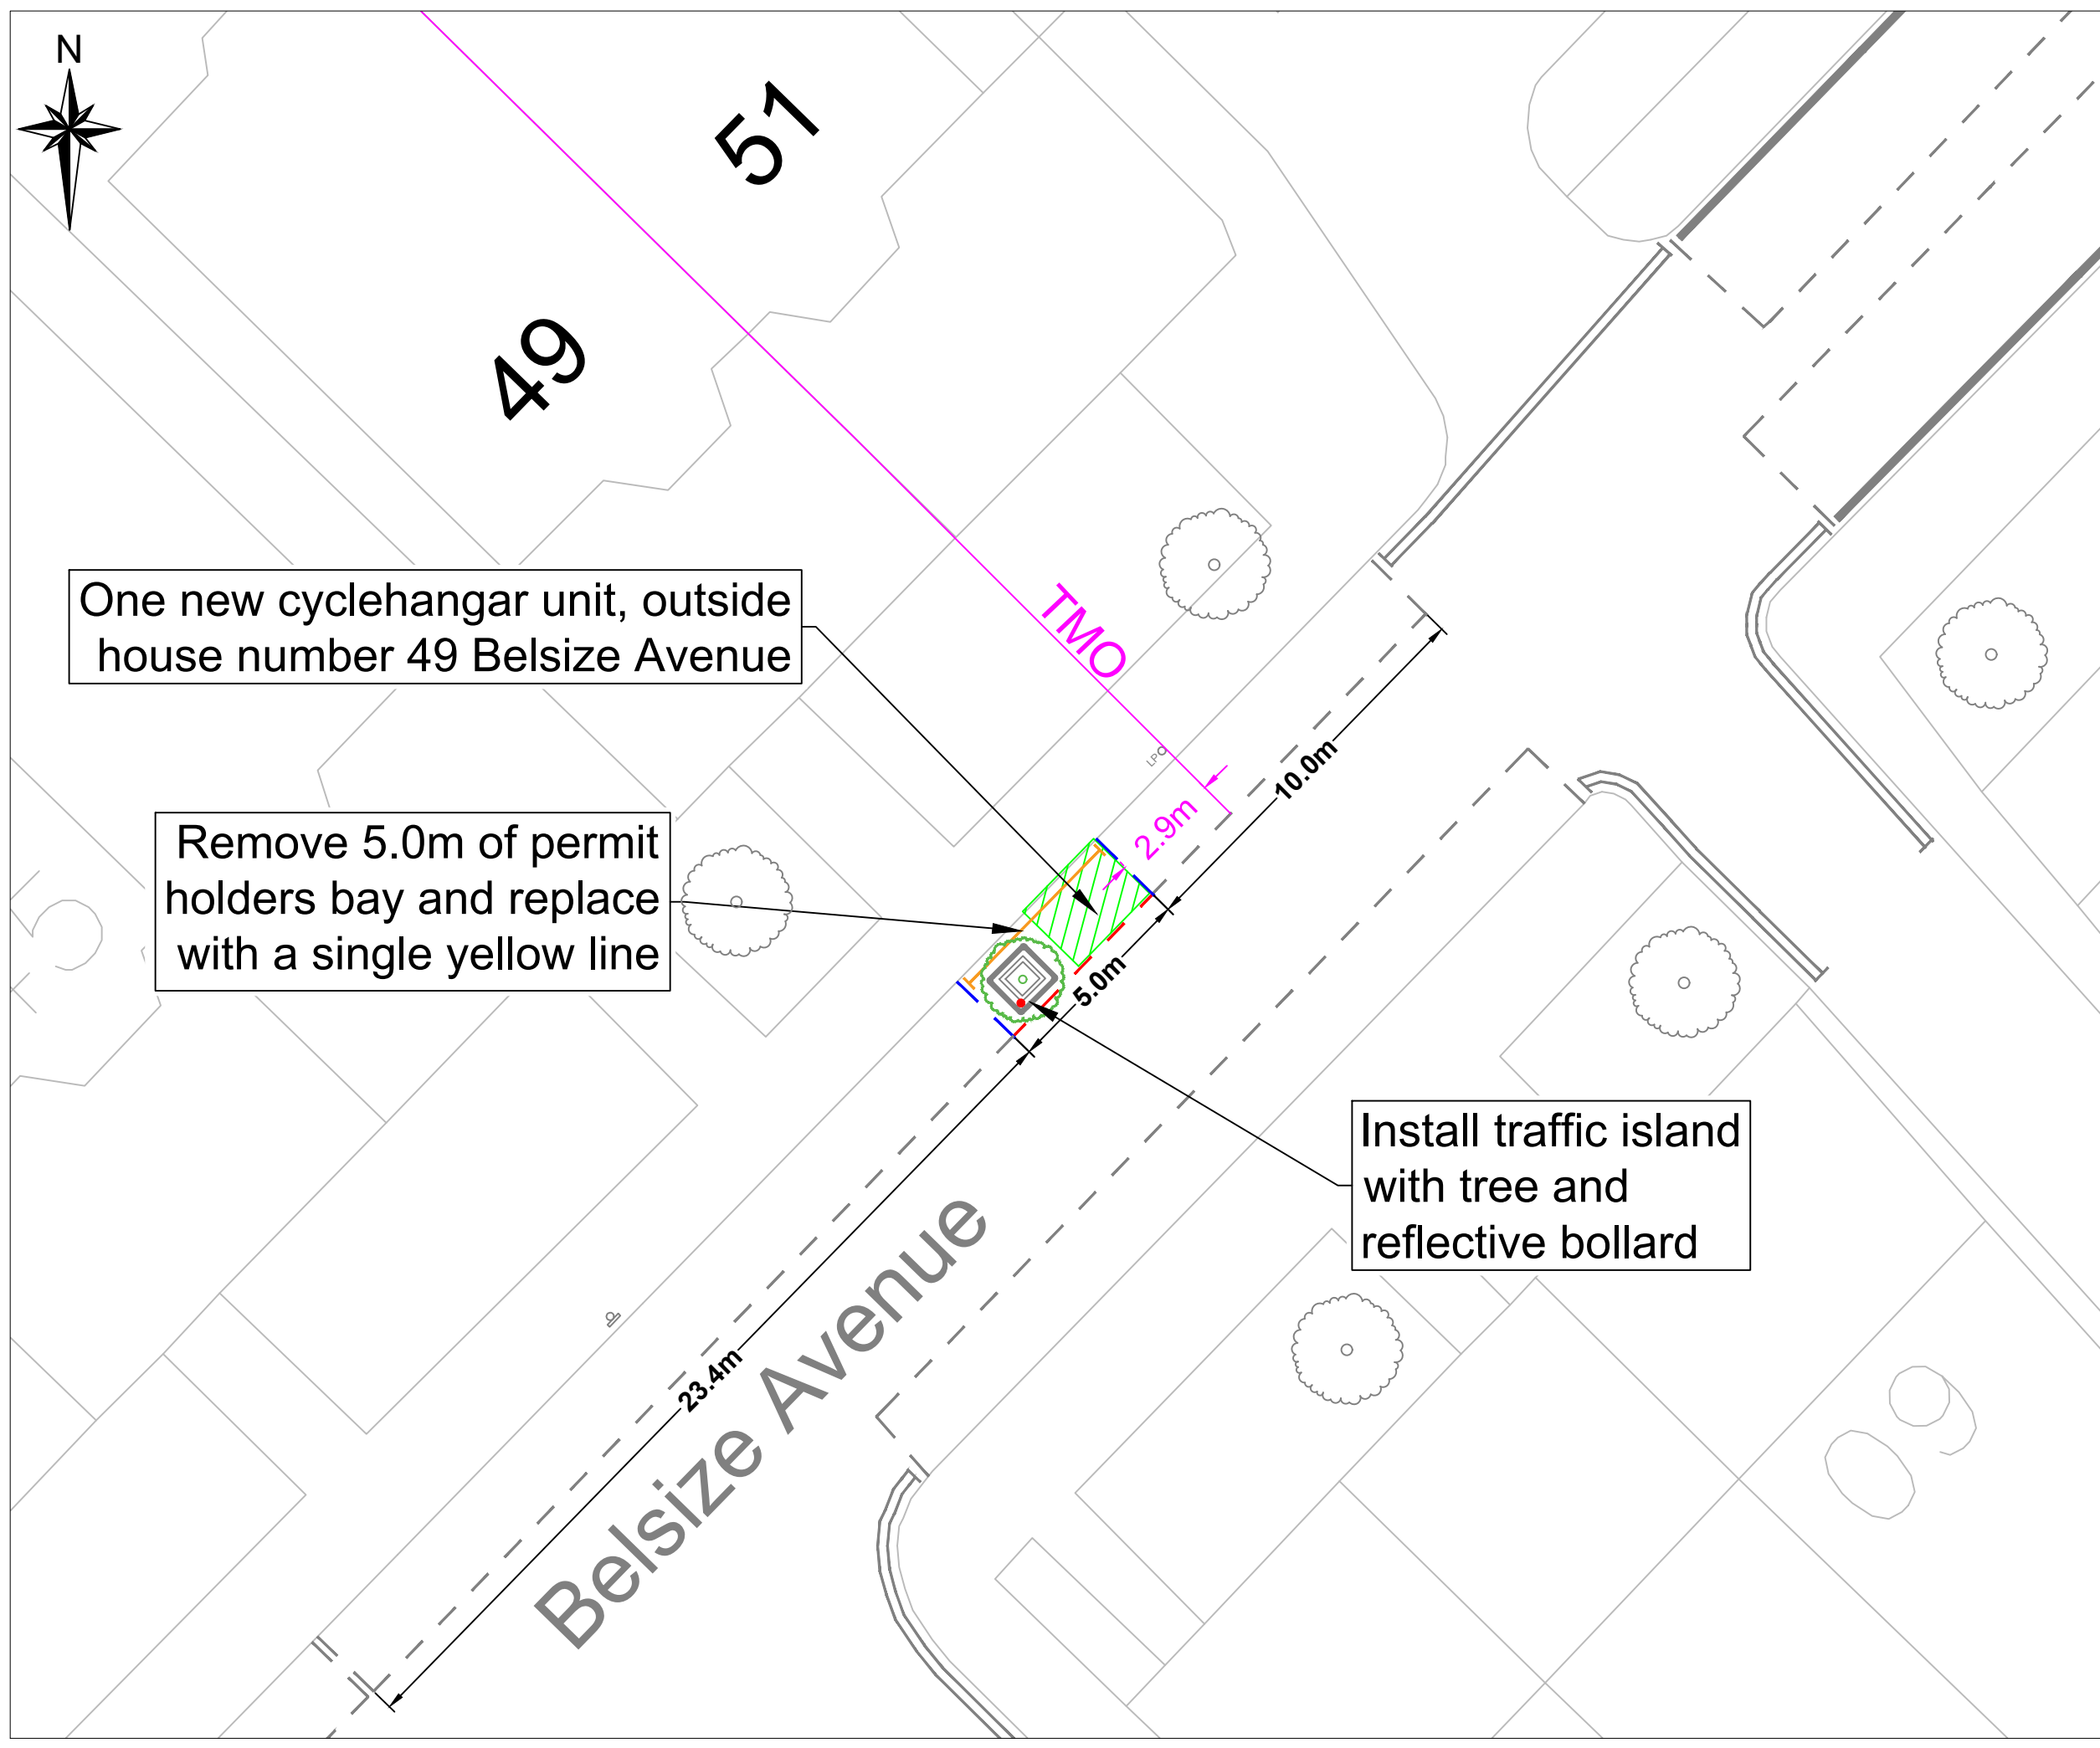 N
51
49
One new cyclehangar unit, outside
house number 49 Belsize Avenue
TMO
LP
10.0m
2.9m
Remove 5.0m of permit
holders bay and replace
with a single yellow line
5.0m
Install traffic island
with tree and
reflective bollard
23.4m
Belsize Avenue
60